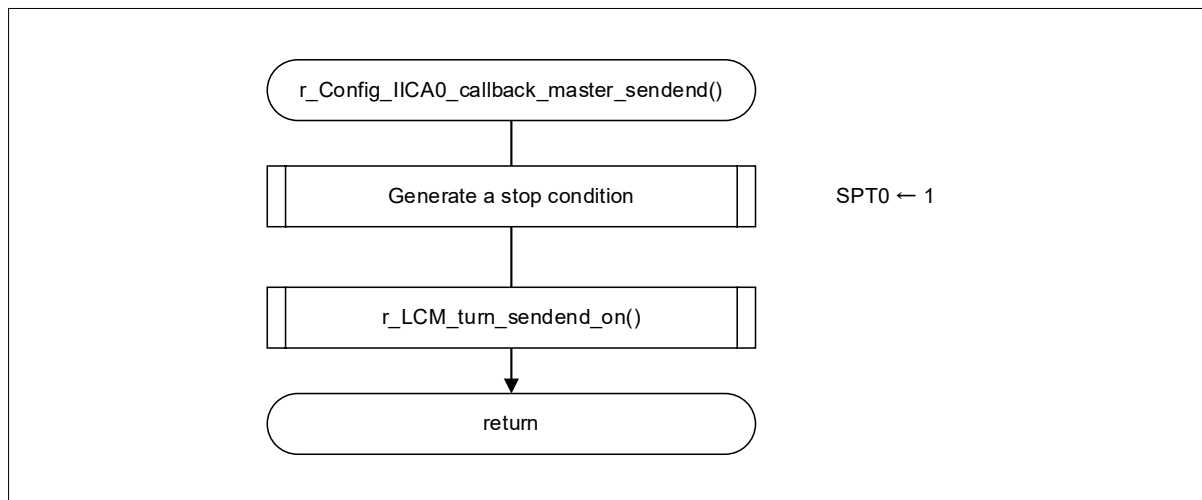 r_Config_IICA0_callback_master_sendend()
Generate a stop condition
SPT0 ← 1
r_LCM_turn_sendend_on()
return